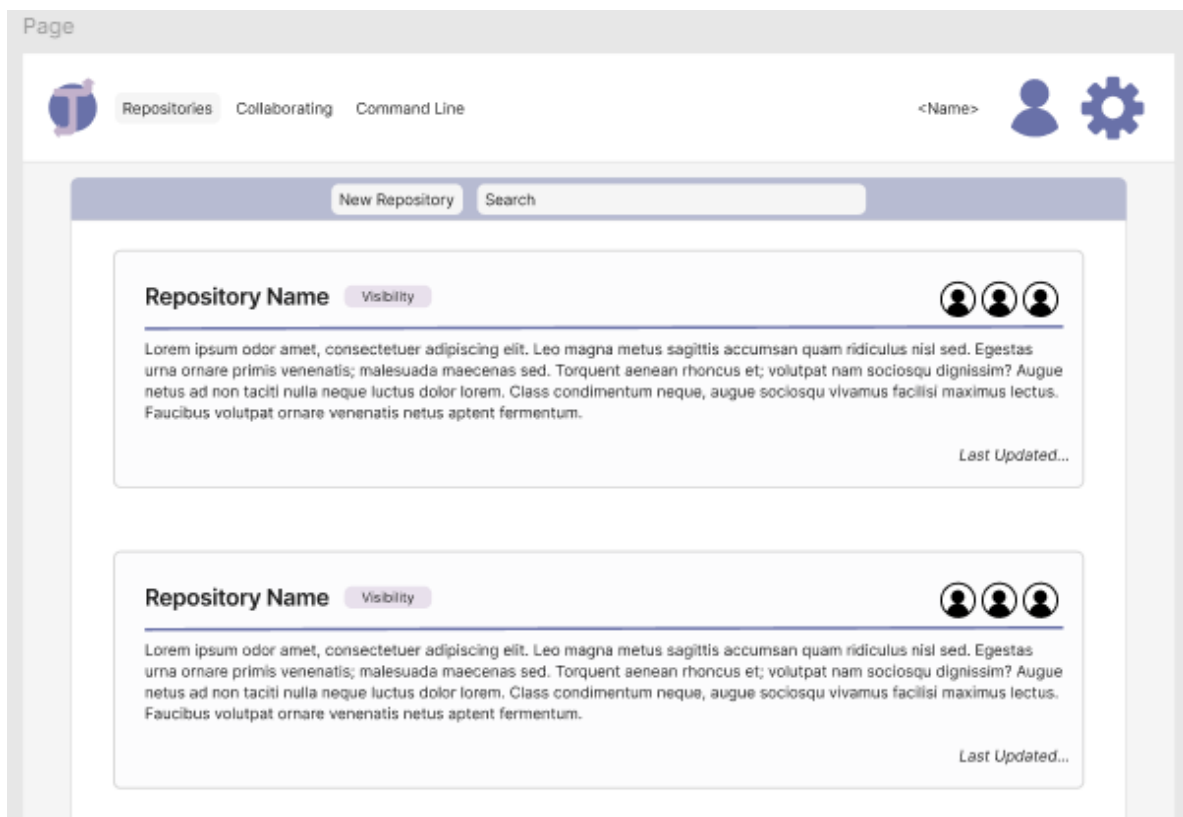 Page
Repositories Collaborating Command Line <Name>
New Repository Search
Repository Name Visibility
Lorem ipsum odor amet, consectetuer adipiscing elit. Leo magna metus sagittis accumsan quam ridiculus nisl sed. Egestas
urna ornare primis venenatis; malesuada maecenas sed. Torquent aenean rhoncus et; volutpat nam sociosqu dignissim? Augue
netus ad non taciti nulla neque luctus dolor lorem. Class condimentum neque, augue sociosqu vivamus facilisi maximus lectus.
Faucibus volutpat ornare venenatis netus aptent fermentum.
Last Updated...
Repository Name Visibility
Lorem ipsum odor amet, consectetuer adipiscing elit. Leo magna metus sagittis accumsan quam ridiculus nisl sed. Egestas
urna ornare primis venenatis; malesuada maecenas sed. Torquent aenean rhoncus et; volutpat nam sociosqu dignissim? Augue
netus ad non taciti nulla neque luctus dolor lorem. Class condimentum neque, augue sociosqu vivamus facilisi maximus lectus.
Faucibus volutpat ornare venenatis netus aptent fermentum.
Last Updated...